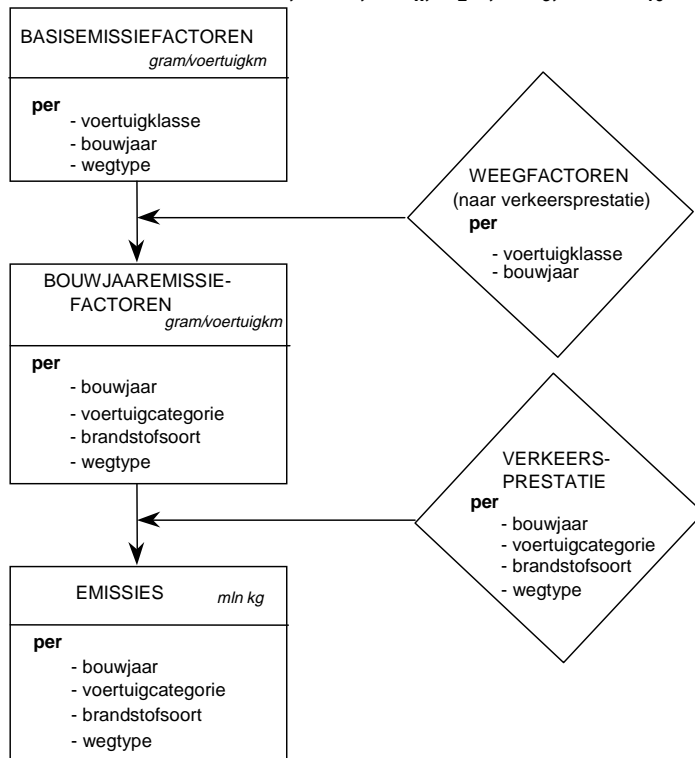 BASISEMISSIEFACTOREN
gram/voertuigkm
per
- voertuigklasse
- bouwjaar
- wegtype
WEEGFACTOREN
(naar verkeersprestatie)
per
- voertuigklasse
- bouwjaar
BOUWJAAREMISSIE-
FACTOREN
gram/voertuigkm
per
- bouwjaar
- voertuigcategorie
- brandstofsoort
- wegtype
VERKEERS-
PRESTATIE
per
- bouwjaar
- voertuigcategorie
- brandstofsoort
- wegtype
EMISSIES
mln kg
per
- bouwjaar
- voertuigcategorie
- brandstofsoort
- wegtype